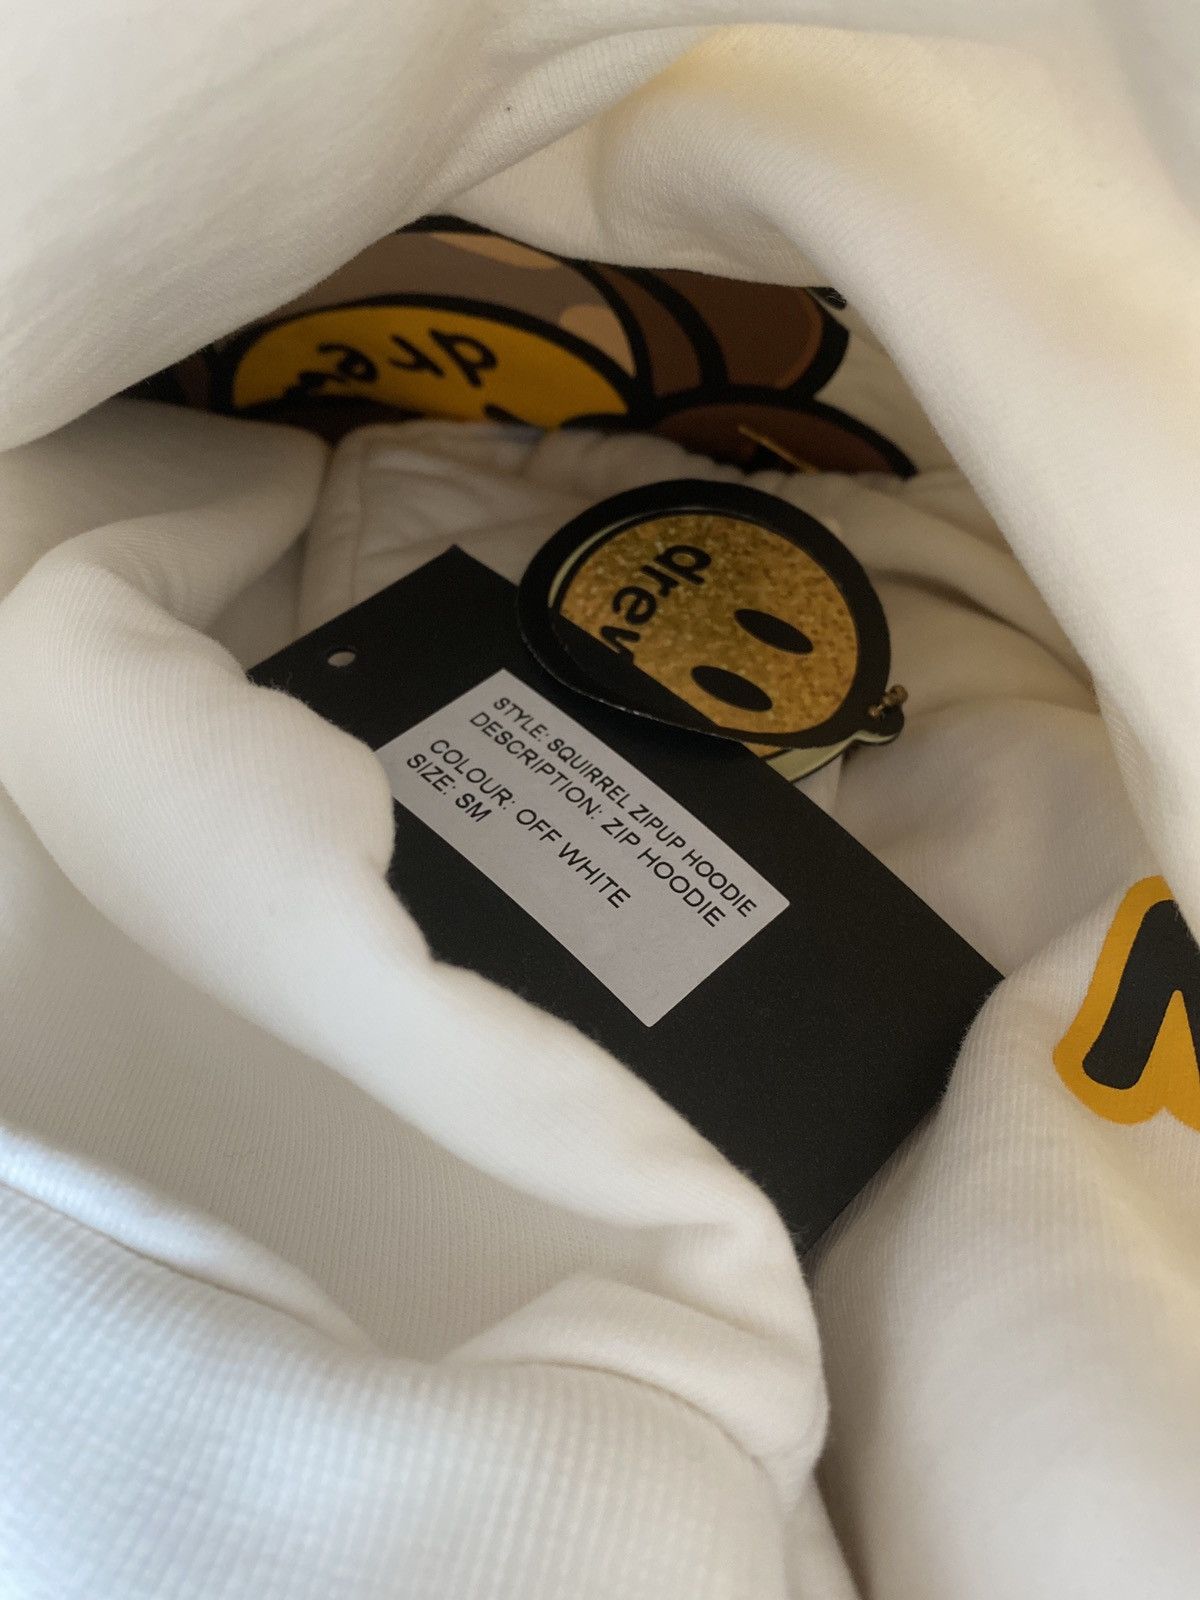 drew
drew
STYLE: SQUIRREL ZIPUP HOODIE
DESCRIPTION: ZIP HOODIE
COLOUR: OFF WHITE
SIZE: SM